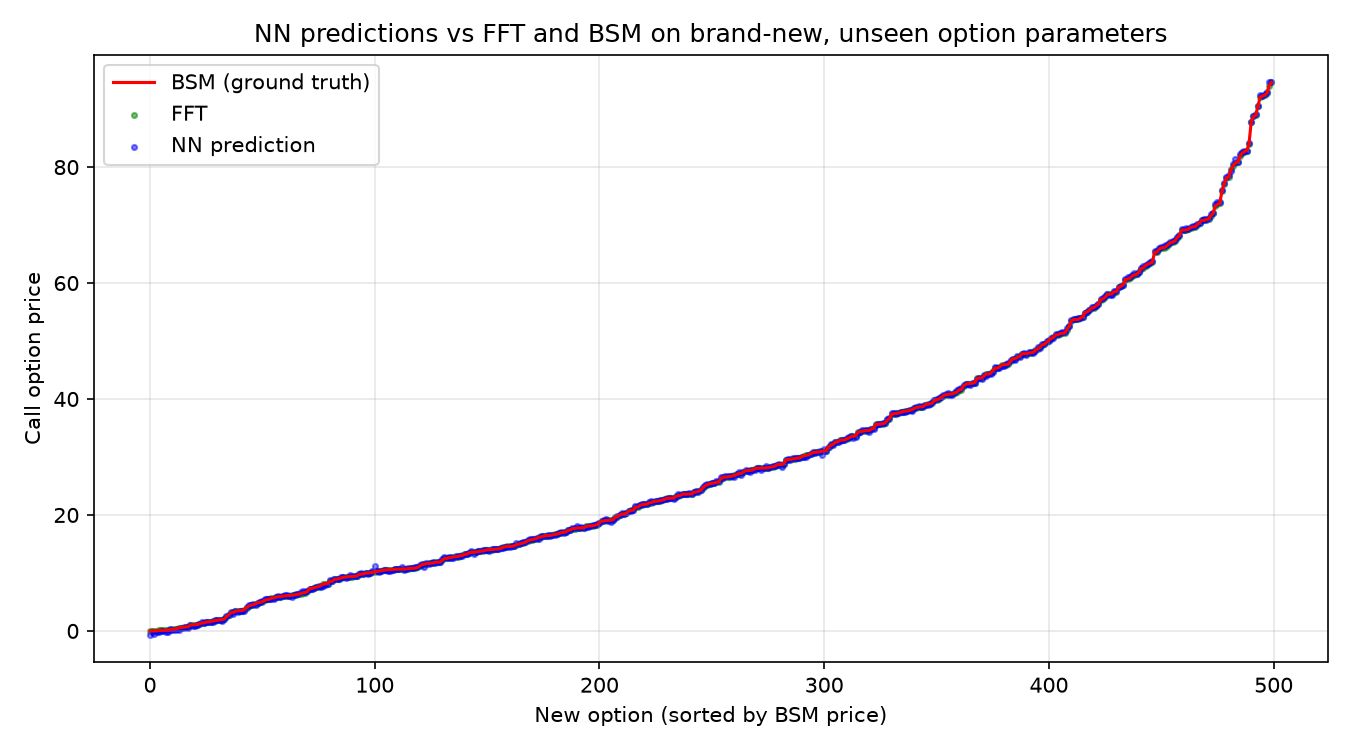 NN predictions vs FFT and BSM on brand-new, unseen option parameters
BSM (ground truth)
FFT
NN prediction
Call option price
80
60
40
20
0
0 100 200 300 400 500
New option (sorted by BSM price)